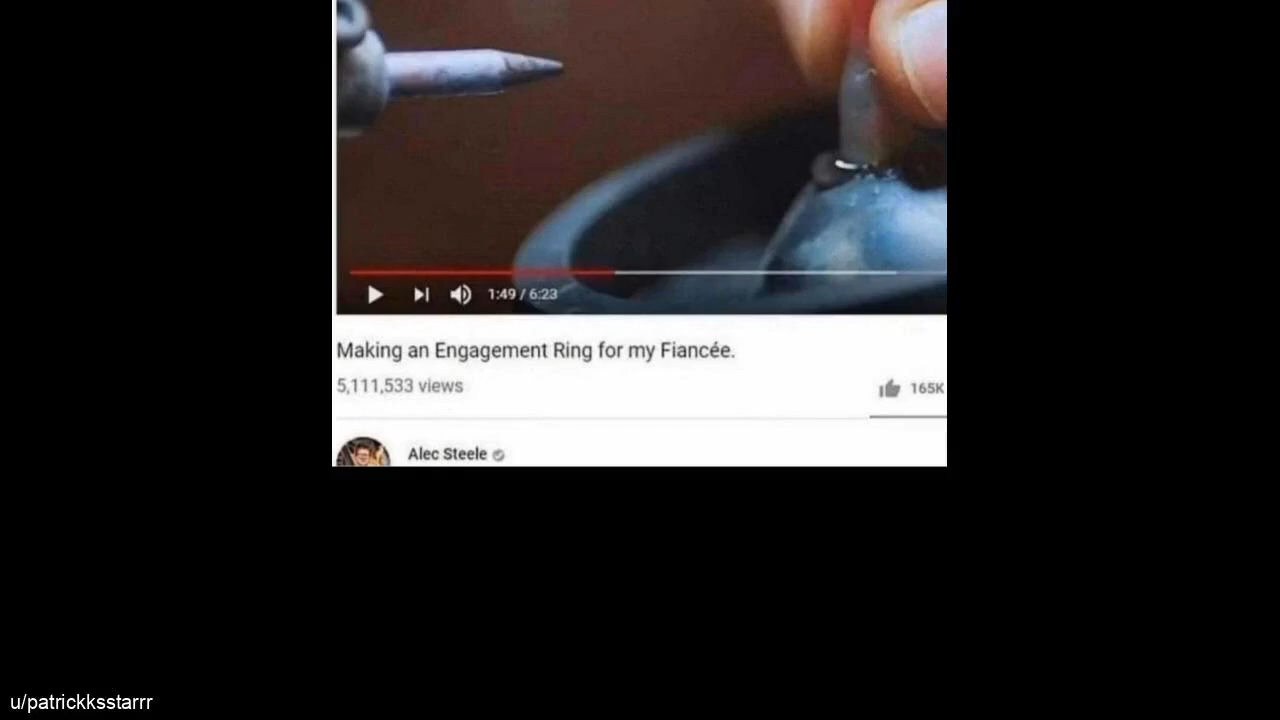 1:49 / 6:23
Making an Engagement Ring for my Fiancée.
5,111,533 views
165K
Alec Steele
u/patrickksstarrr